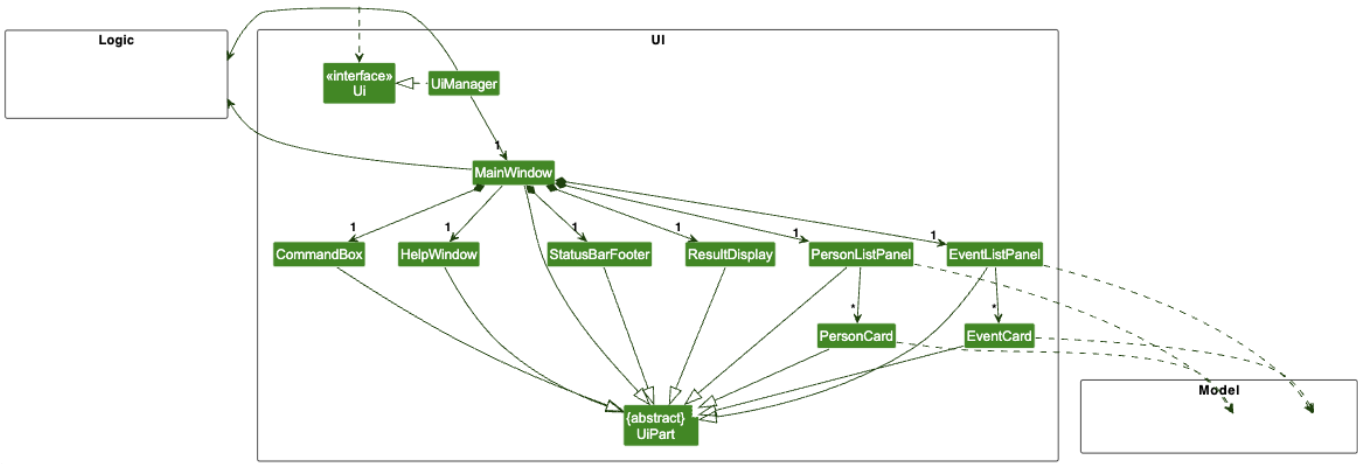 Logic
UI
«interface»
Ui
UiManager
1
MainWindow
1
1
1
1
1
1
CommandBox
HelpWindow
StatusBarFooter
ResultDisplay
PersonListPanel
EventListPanel
*
*
PersonCard
EventCard
Model
{abstract}
UiPart